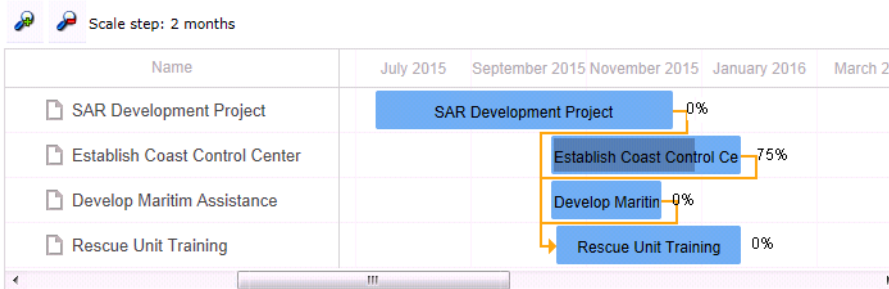 Scale step: 2 months
Name July 2015 September 2015 November 2015 January 2016 March 2
SAR Development Project SAR Development Project 0%
Establish Coast Control Center Establish Coast Control Ce 75%
Develop Maritim Assistance Develop Maritin 0%
Rescue Unit Training Rescue Unit Training 0%